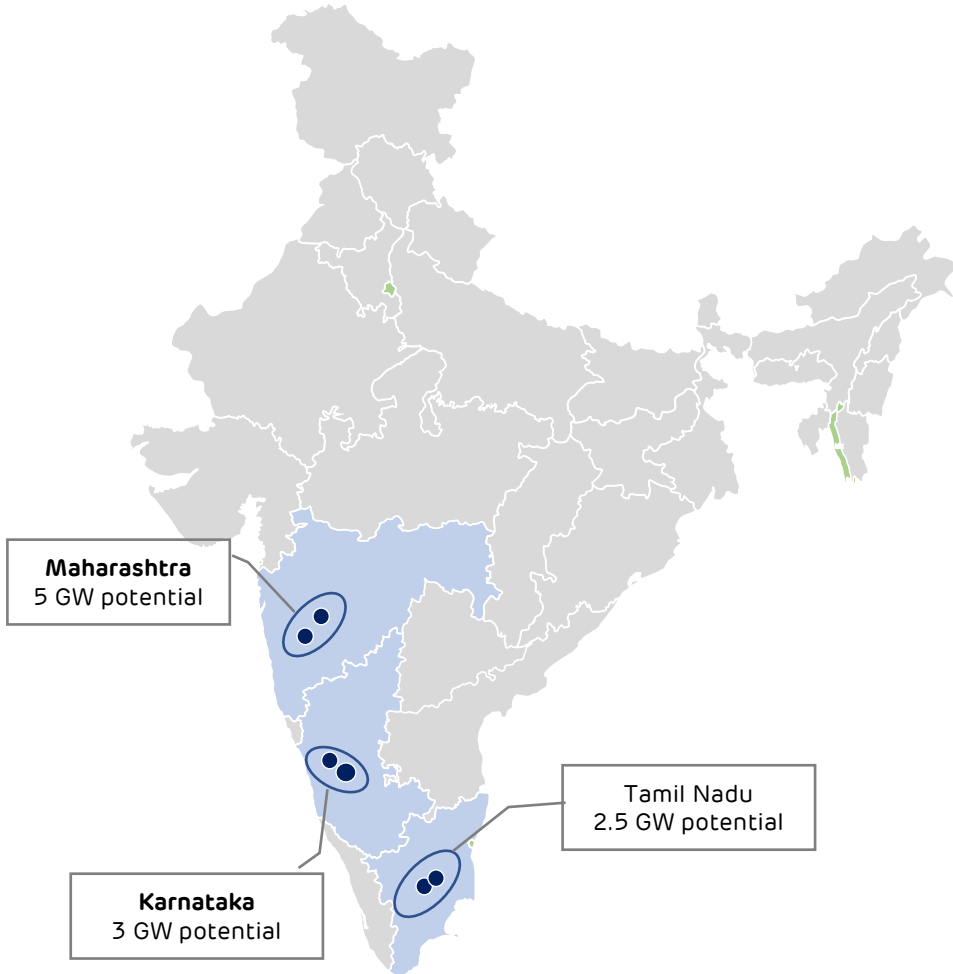 Maharashtra
5 GW potential
Tamil Nadu
2.5 GW potential
Karnataka
3 GW potential